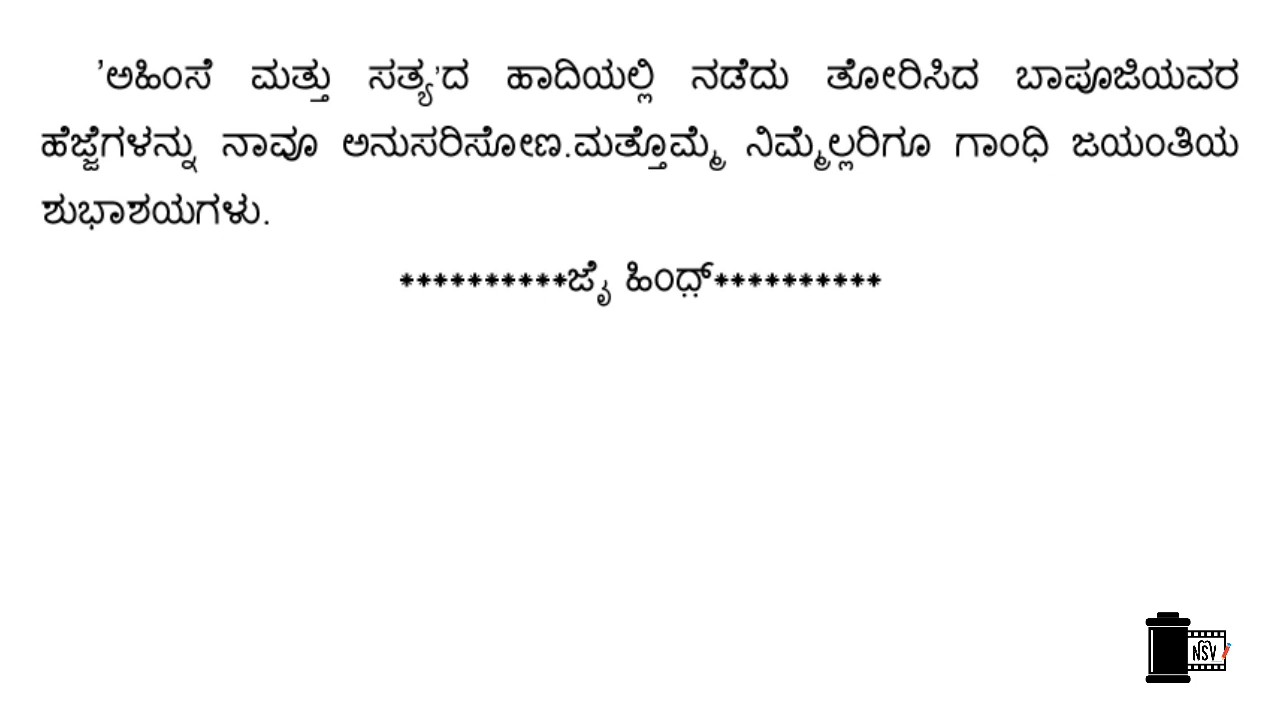 'ಅಹಿಂಸೆ ಮತ್ತು ಸತ್ಯ'ದ ಹಾದಿಯಲ್ಲಿ ನಡೆದು ತೋರಿಸಿದ ಬಾಪೂಜಿಯವರ
ಹೆಜ್ಜೆಗಳನ್ನು ನಾವೂ ಅನುಸರಿಸೋಣ.ಮತ್ತೊಮ್ಮೆ ನಿಮ್ಮೆಲ್ಲರಿಗೂ ಗಾಂಧಿ ಜಯಂತಿಯ
ಶುಭಾಶಯಗಳು.
**********ಜೈ ಹಿಂದ಼್**********
NSV